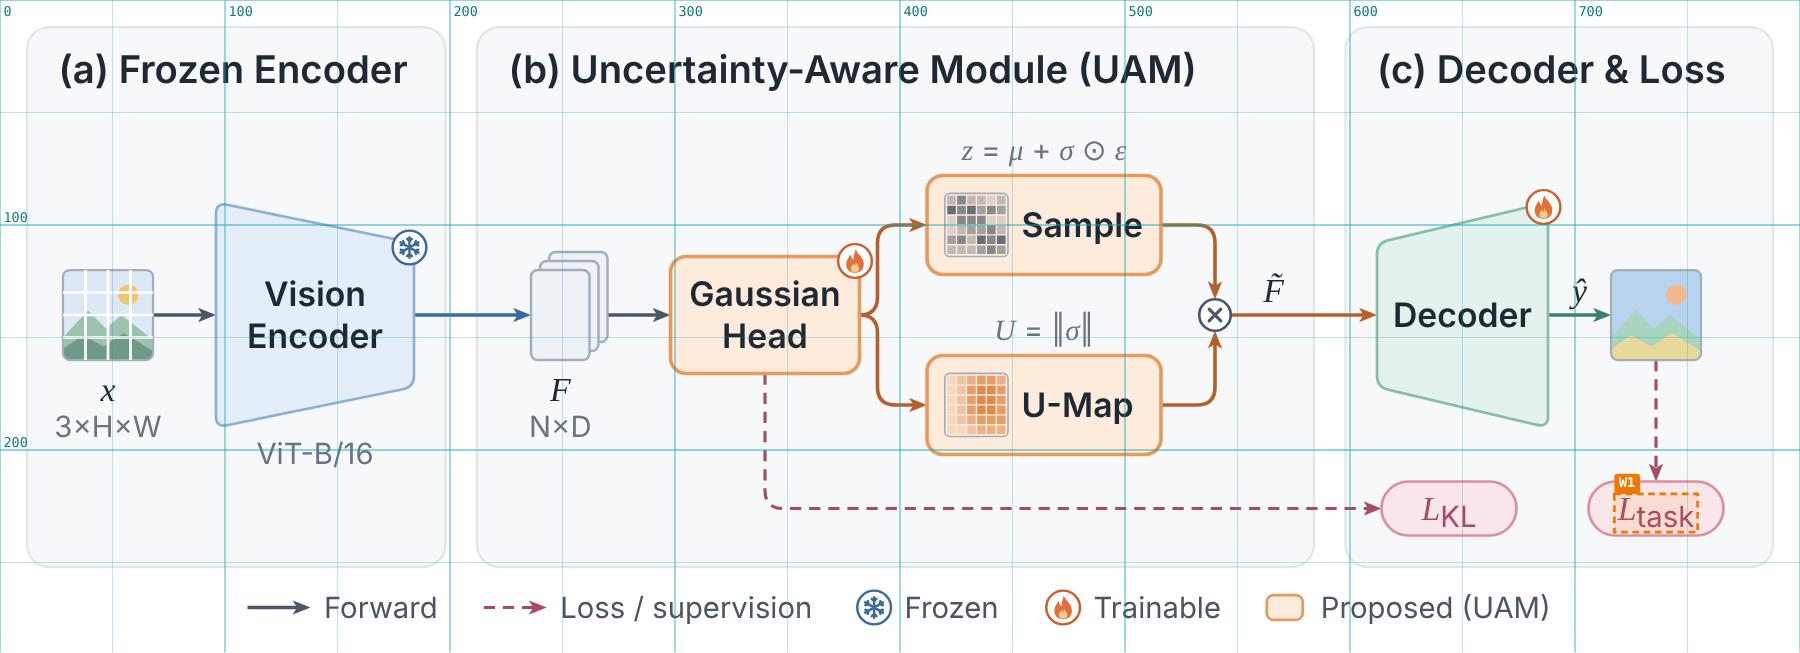 0 100 200 300 400 500 600 700
(a) Frozen Encoder
(b) Uncertainty-Aware Module (UAM)
(c) Decoder & Loss
100
200
x
3×H×W
Vision
Encoder
ViT-B/16
F
N×D
Gaussian
Head
z = μ + σ ⊙ ε
Sample
U = ‖σ‖
U-Map
F̃
Decoder
ŷ
L_KL
W1
L_task
Forward
Loss / supervision
Frozen
Trainable
Proposed (UAM)